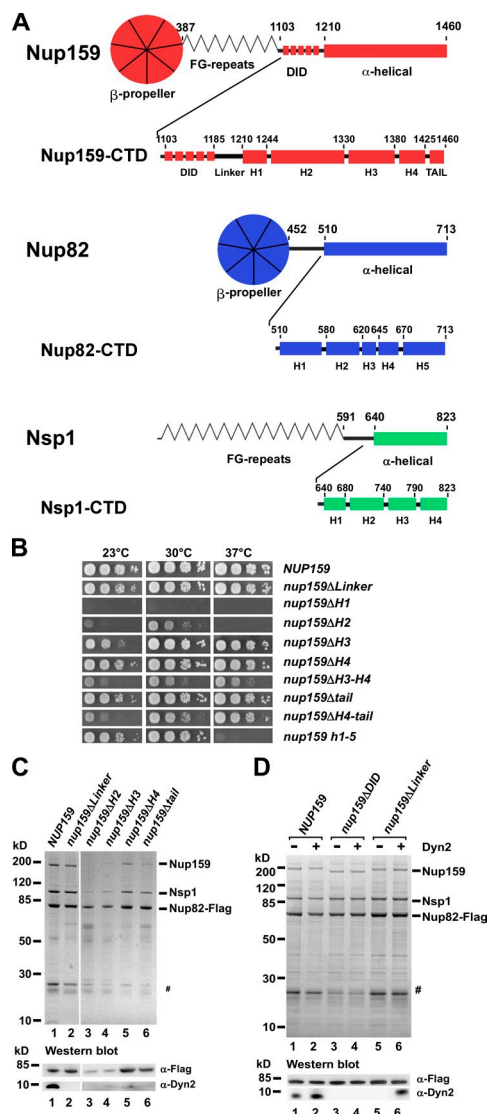 A
387
1103
1210
1460
Nup159
FG-repeats
DID
α-helical
β-propeller
1103
1185
1210
1244
1330
1380
1425
1460
Nup159-CTD
DID
Linker
H1
H2
H3
H4
TAIL
Nup82
452
510
713
α-helical
β-propeller
510
580
620
645
670
713
Nup82-CTD
H1
H2
H3
H4
H5
Nsp1
591
640
823
FG-repeats
α-helical
640
680
740
790
823
Nsp1-CTD
H1
H2
H3
H4
B
23°C
30°C
37°C
NUP159
nup159ΔLinker
nup159ΔH1
nup159ΔH2
nup159ΔH3
nup159ΔH4
nup159ΔH3-H4
nup159Δtail
nup159ΔH4-tail
nup159 h1-5
C
NUP159
nup159ΔLinker
nup159ΔH2
nup159ΔH3
nup159ΔH4
nup159Δtail
kD
200
120
85
50
30
10
Nup159
Nsp1
Nup82-Flag
#
1 2 3 4 5 6
kD
Western blot
85
10
α-Flag
α-Dyn2
1 2 3 4 5 6
D
NUP159
nup159ΔDID
nup159ΔLinker
- + - + - + Dyn2
kD
200
120
85
50
30
10
Nup159
Nsp1
Nup82-Flag
#
1 2 3 4 5 6
kD
Western blot
85
10
α-Flag
α-Dyn2
1 2 3 4 5 6